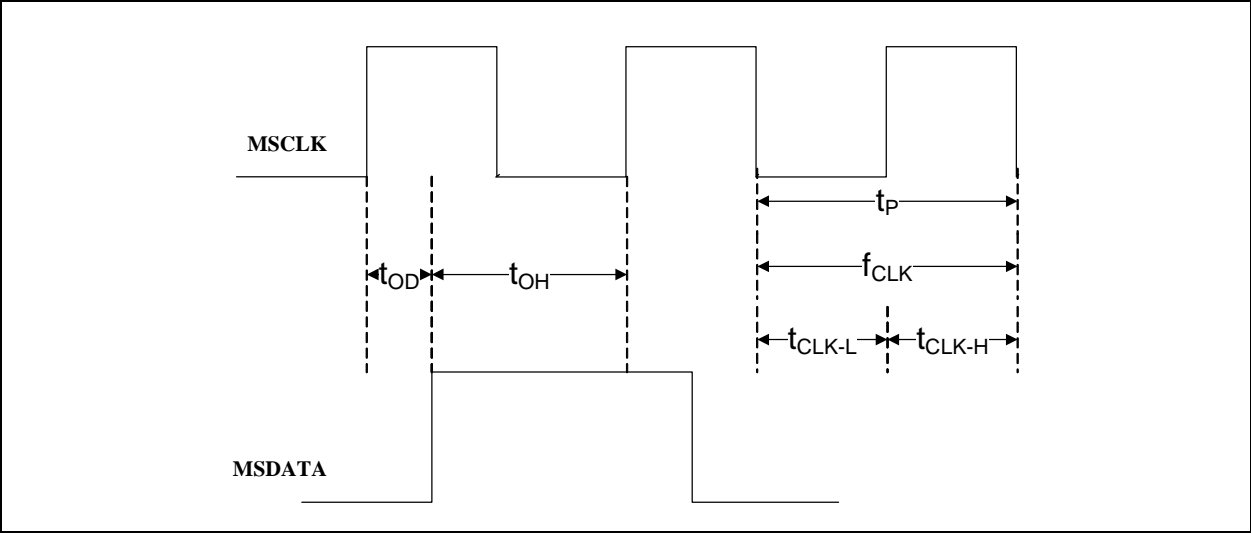 MSCLK
tP
tOD
tOH
fCLK
tCLK-L
tCLK-H
MSDATA